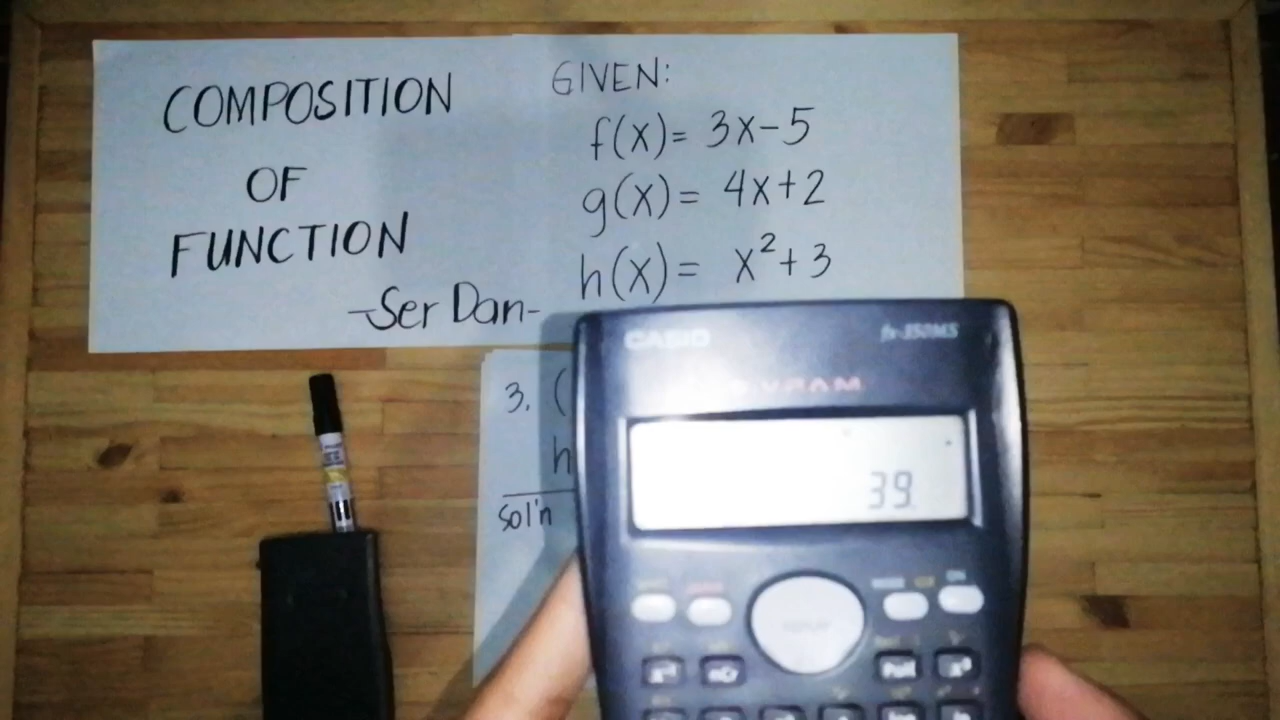 COMPOSITION
OF
FUNCTION
-Ser Dan-
GIVEN:
f(x) = 3x-5
g(x) = 4x+2
h(x) = x²+3
3. (
h
sol'n
CASIO
fx-350MS
39.